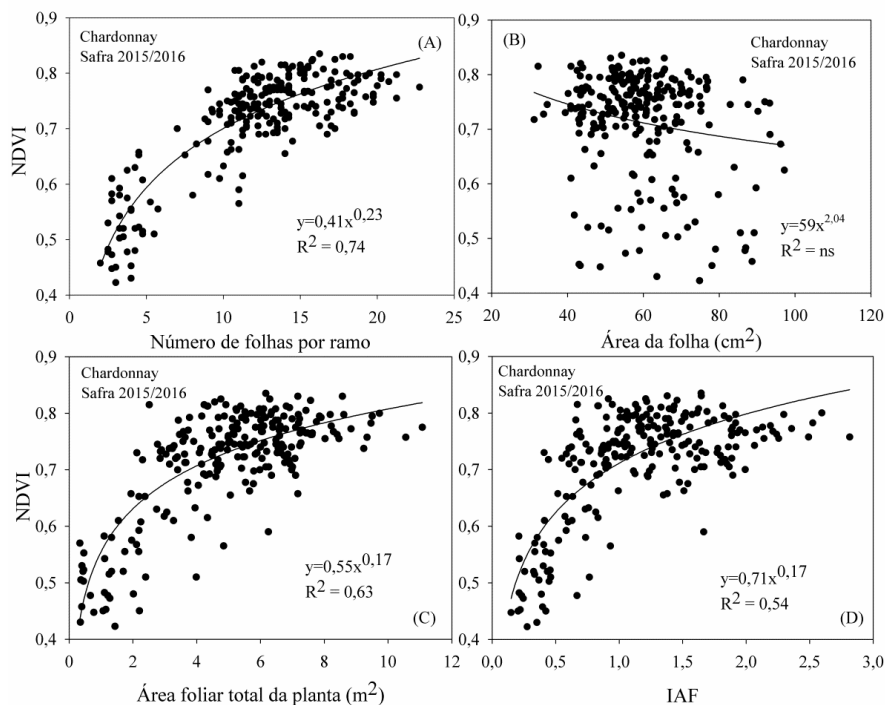 0,9
0,8
0,7
0,6
0,5
0,4
NDVI
Chardonnay
Safra 2015/2016
(A)
y=0,41x^0,23
R^2 = 0,74
0 5 10 15 20 25
Número de folhas por ramo
0,9
0,8
0,7
0,6
0,5
0,4
(B)
Chardonnay
Safra 2015/2016
y=59x^2,04
R^2 = ns
20 40 60 80 100 120
Área da folha (cm^2)
0,9
0,8
0,7
0,6
0,5
0,4
NDVI
Chardonnay
Safra 2015/2016
y=0,55x^0,17
R^2 = 0,63
(C)
0 2 4 6 8 10 12
Área foliar total da planta (m^2)
0,9
0,8
0,7
0,6
0,5
0,4
Chardonnay
Safra 2015/2016
y=0,71x^0,17
R^2 = 0,54
(D)
0,0 0,5 1,0 1,5 2,0 2,5 3,0
IAF